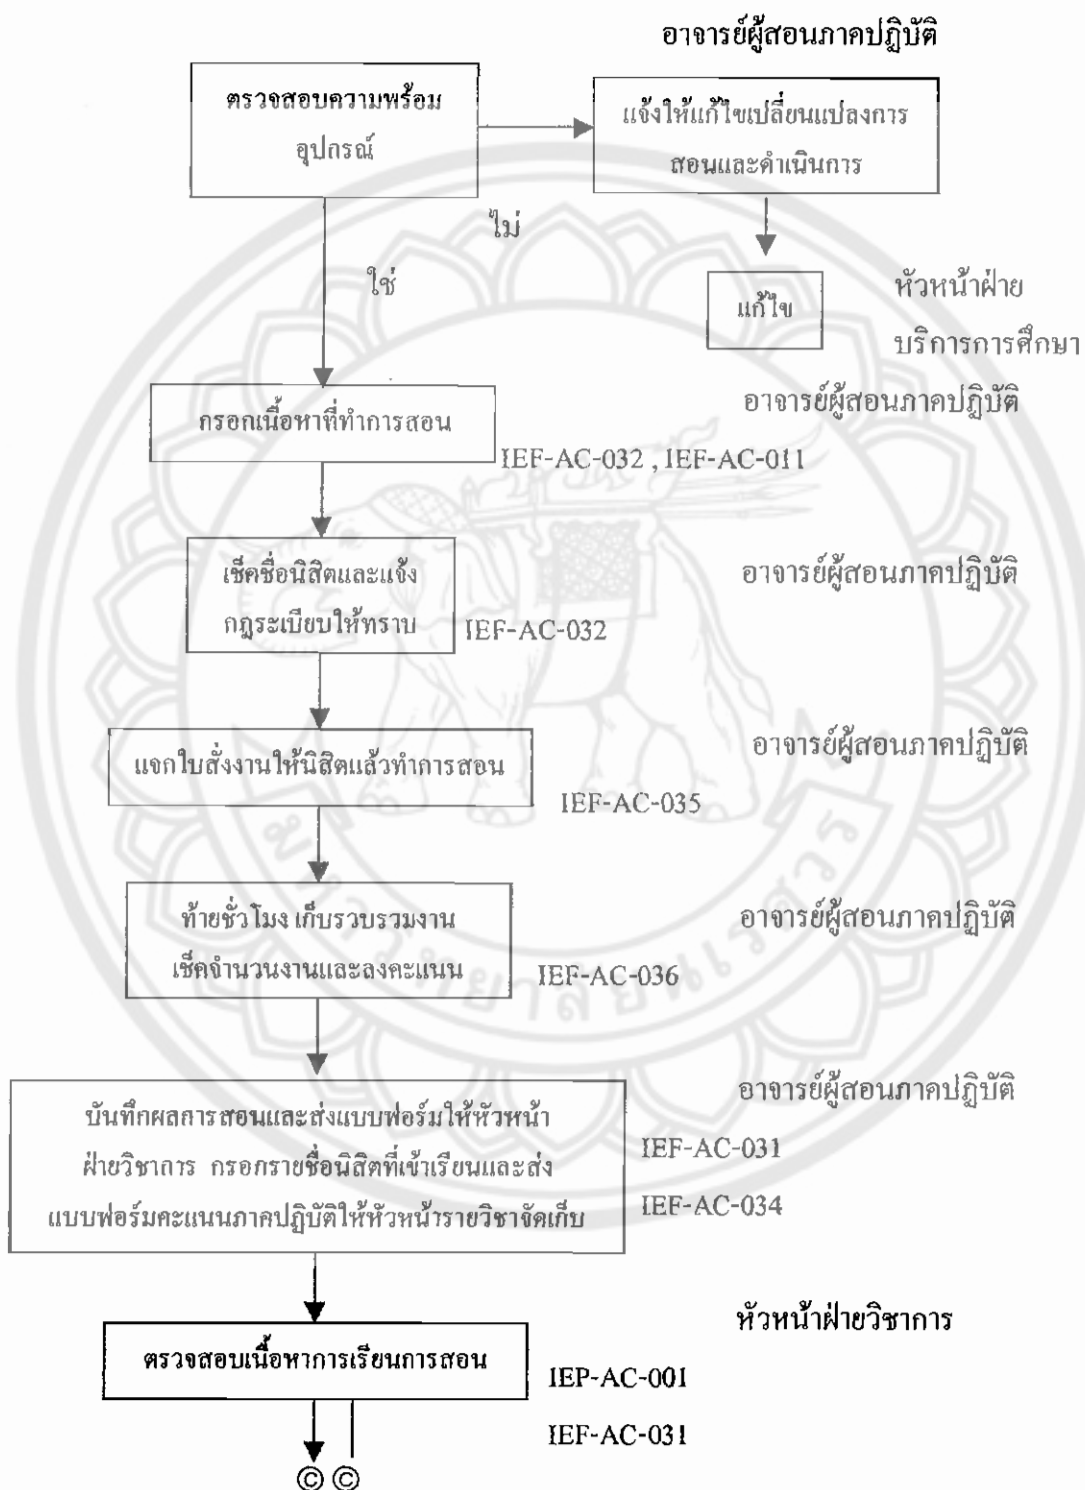 อาจารย์ผู้สอนภาคปฏิบัติ
ตรวจสอบความพร้อม
อุปกรณ์
แจ้งให้แก้ไขเปลี่ยนแปลงการ
สอนและดำเนินการ
ไม่
ใช่
แก้ไข
หัวหน้าฝ่าย
บริการการศึกษา
กรอกเนื้อหาที่ทำการสอน
อาจารย์ผู้สอนภาคปฏิบัติ
IEF-AC-032 , IEF-AC-011
เช็คชื่อนิสิตและแจ้ง
กฎระเบียบให้ทราบ
อาจารย์ผู้สอนภาคปฏิบัติ
IEF-AC-032
แจกใบสั่งงานให้นิสิตแล้วทำการสอน
อาจารย์ผู้สอนภาคปฏิบัติ
IEF-AC-035
ท้ายชั่วโมง เก็บรวบรวมงาน
เช็คจำนวนงานและลงคะแนน
อาจารย์ผู้สอนภาคปฏิบัติ
IEF-AC-036
มหาวิทยาลัยนเรศวร
อาจารย์ผู้สอนภาคปฏิบัติ
บันทึกผลการสอนและส่งแบบฟอร์มให้หัวหน้า
ฝ่ายวิชาการ กรอกรายชื่อนิสิตที่เข้าเรียนและส่ง
แบบฟอร์มคะแนนภาคปฏิบัติให้หัวหน้ารายวิชาจัดเก็บ
IEF-AC-031
IEF-AC-034
หัวหน้าฝ่ายวิชาการ
ตรวจสอบเนื้อหาการเรียนการสอน
IEP-AC-001
IEF-AC-031
© ©